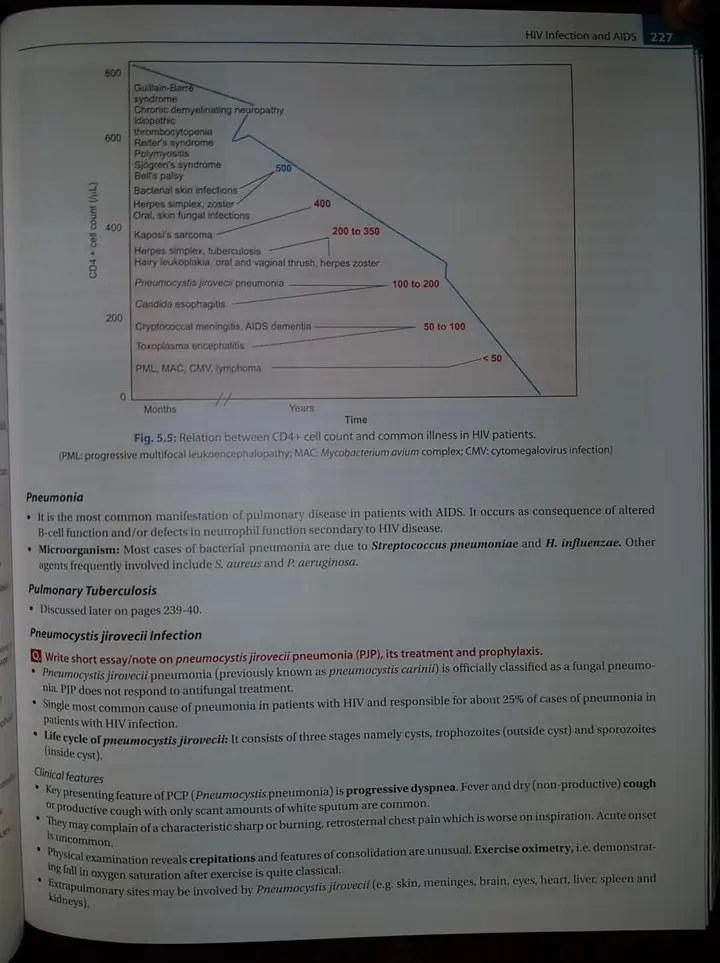 HIV Infection and AIDS 227
800
Guillain-Barré
syndrome
Chronic demyelinating neuropathy
Idiopathic
thrombocytopenia
600
Reiter's syndrome
Polymyositis
Sjögren's syndrome
Bell's palsy
500
Bacterial skin infections
Herpes simplex, zoster
Oral, skin fungal infections
400
CD4 + cell count (/µL)
400
Kaposi's sarcoma
200 to 350
Herpes simplex, tuberculosis
Hairy leukoplakia, oral and vaginal thrush, herpes zoster
Pneumocystis jirovecii pneumonia
100 to 200
Candida esophagitis
200
Cryptococcal meningitis, AIDS dementia
50 to 100
Toxoplasma encephalitis
< 50
PML, MAC, CMV, lymphoma
0
Months
Years
Time
Fig. 5.5: Relation between CD4+ cell count and common illness in HIV patients.
(PML: progressive multifocal leukoencephalopathy; MAC: Mycobacterium avium complex; CMV: cytomegalovirus infection)
Pneumonia
• It is the most common manifestation of pulmonary disease in patients with AIDS. It occurs as consequence of altered
B-cell function and/or defects in neutrophil function secondary to HIV disease.
• Microorganism: Most cases of bacterial pneumonia are due to Streptococcus pneumoniae and H. influenzae. Other
agents frequently involved include S. aureus and P. aeruginosa.
Pulmonary Tuberculosis
• Discussed later on pages 239-40.
Pneumocystis jirovecii Infection
Q. Write short essay/note on pneumocystis jirovecii pneumonia (PJP), its treatment and prophylaxis.
• Pneumocystis jirovecii pneumonia (previously known as pneumocystis carinii) is officially classified as a fungal pneumo-
nia. PJP does not respond to antifungal treatment.
• Single most common cause of pneumonia in patients with HIV and responsible for about 25% of cases of pneumonia in
patients with HIV infection.
• Life cycle of pneumocystis jirovecii: It consists of three stages namely cysts, trophozoites (outside cyst) and sporozoites
(inside cyst).
Clinical features
• Key presenting feature of PCP (Pneumocystis pneumonia) is progressive dyspnea. Fever and dry (non-productive) cough
or productive cough with only scant amounts of white sputum are common.
• They may complain of a characteristic sharp or burning, retrosternal chest pain which is worse on inspiration. Acute onset
is uncommon.
• Physical examination reveals crepitations and features of consolidation are unusual. Exercise oximetry, i.e. demonstrat-
ing fall in oxygen saturation after exercise is quite classical.
• Extrapulmonary sites may be involved by Pneumocystis jirovecii (e.g. skin, meninges, brain, eyes, heart, liver, spleen and
kidneys).